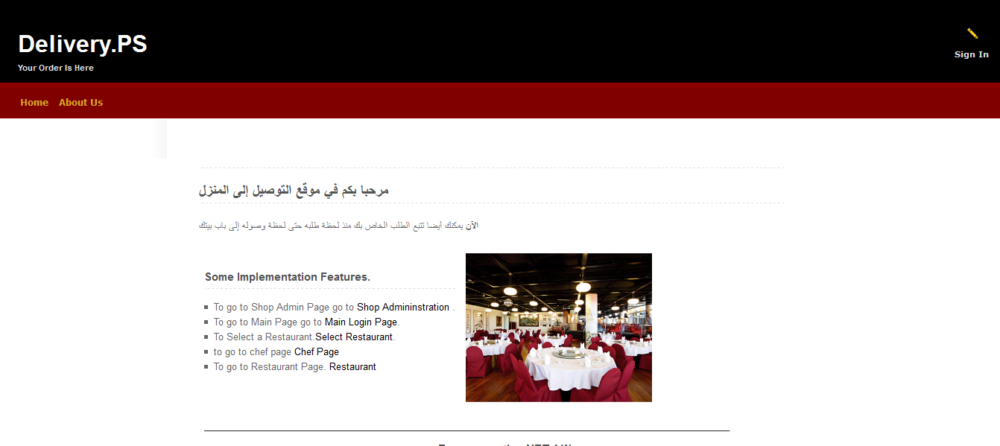 Delivery.PS
Your Order Is Here
Sign In
Home About Us
مرحبا بكم في موقع التوصيل إلى المنزل
الآن يمكنك أيضا تتبع الطلب الخاص بك منذ لحظة طلبه حتى لحظة وصوله إلى باب بيتك
Some Implementation Features.
To go to Shop Admin Page go to Shop Admininstration .
To go to Main Page go to Main Login Page.
To Select a Restaurant.Select Restaurant.
to go to chef page Chef Page
To go to Restaurant Page. Restaurant